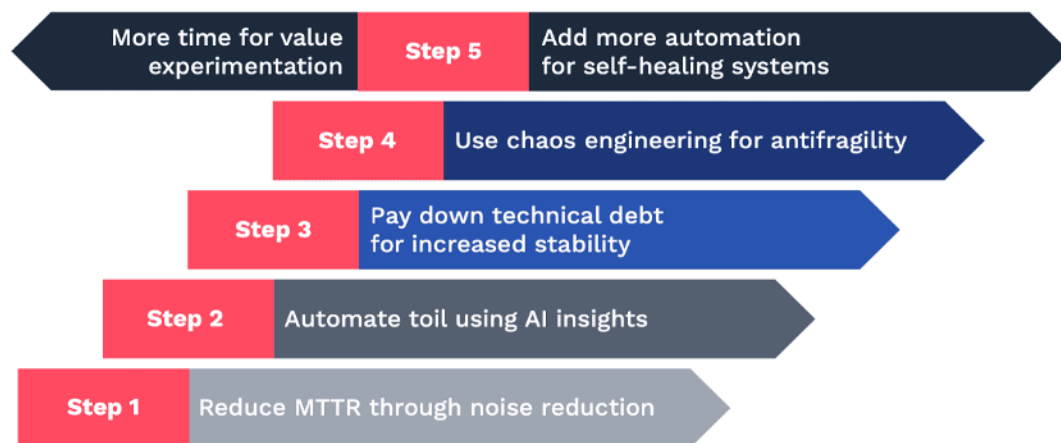 More time for value
experimentation
Step 5
Add more automation
for self-healing systems
Step 4
Use chaos engineering for antifragility
Step 3
Pay down technical debt
for increased stability
Step 2
Automate toil using AI insights
Step 1
Reduce MTTR through noise reduction